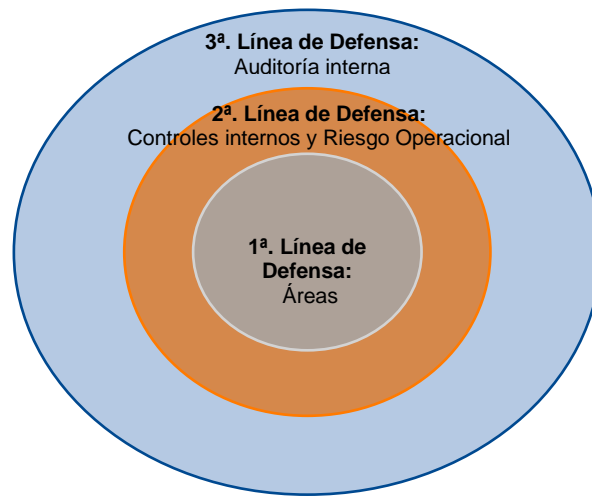 3ª. Línea de Defensa:
Auditoría interna
2ª. Línea de Defensa:
Controles internos y Riesgo Operacional
1ª. Línea de
Defensa:
Áreas